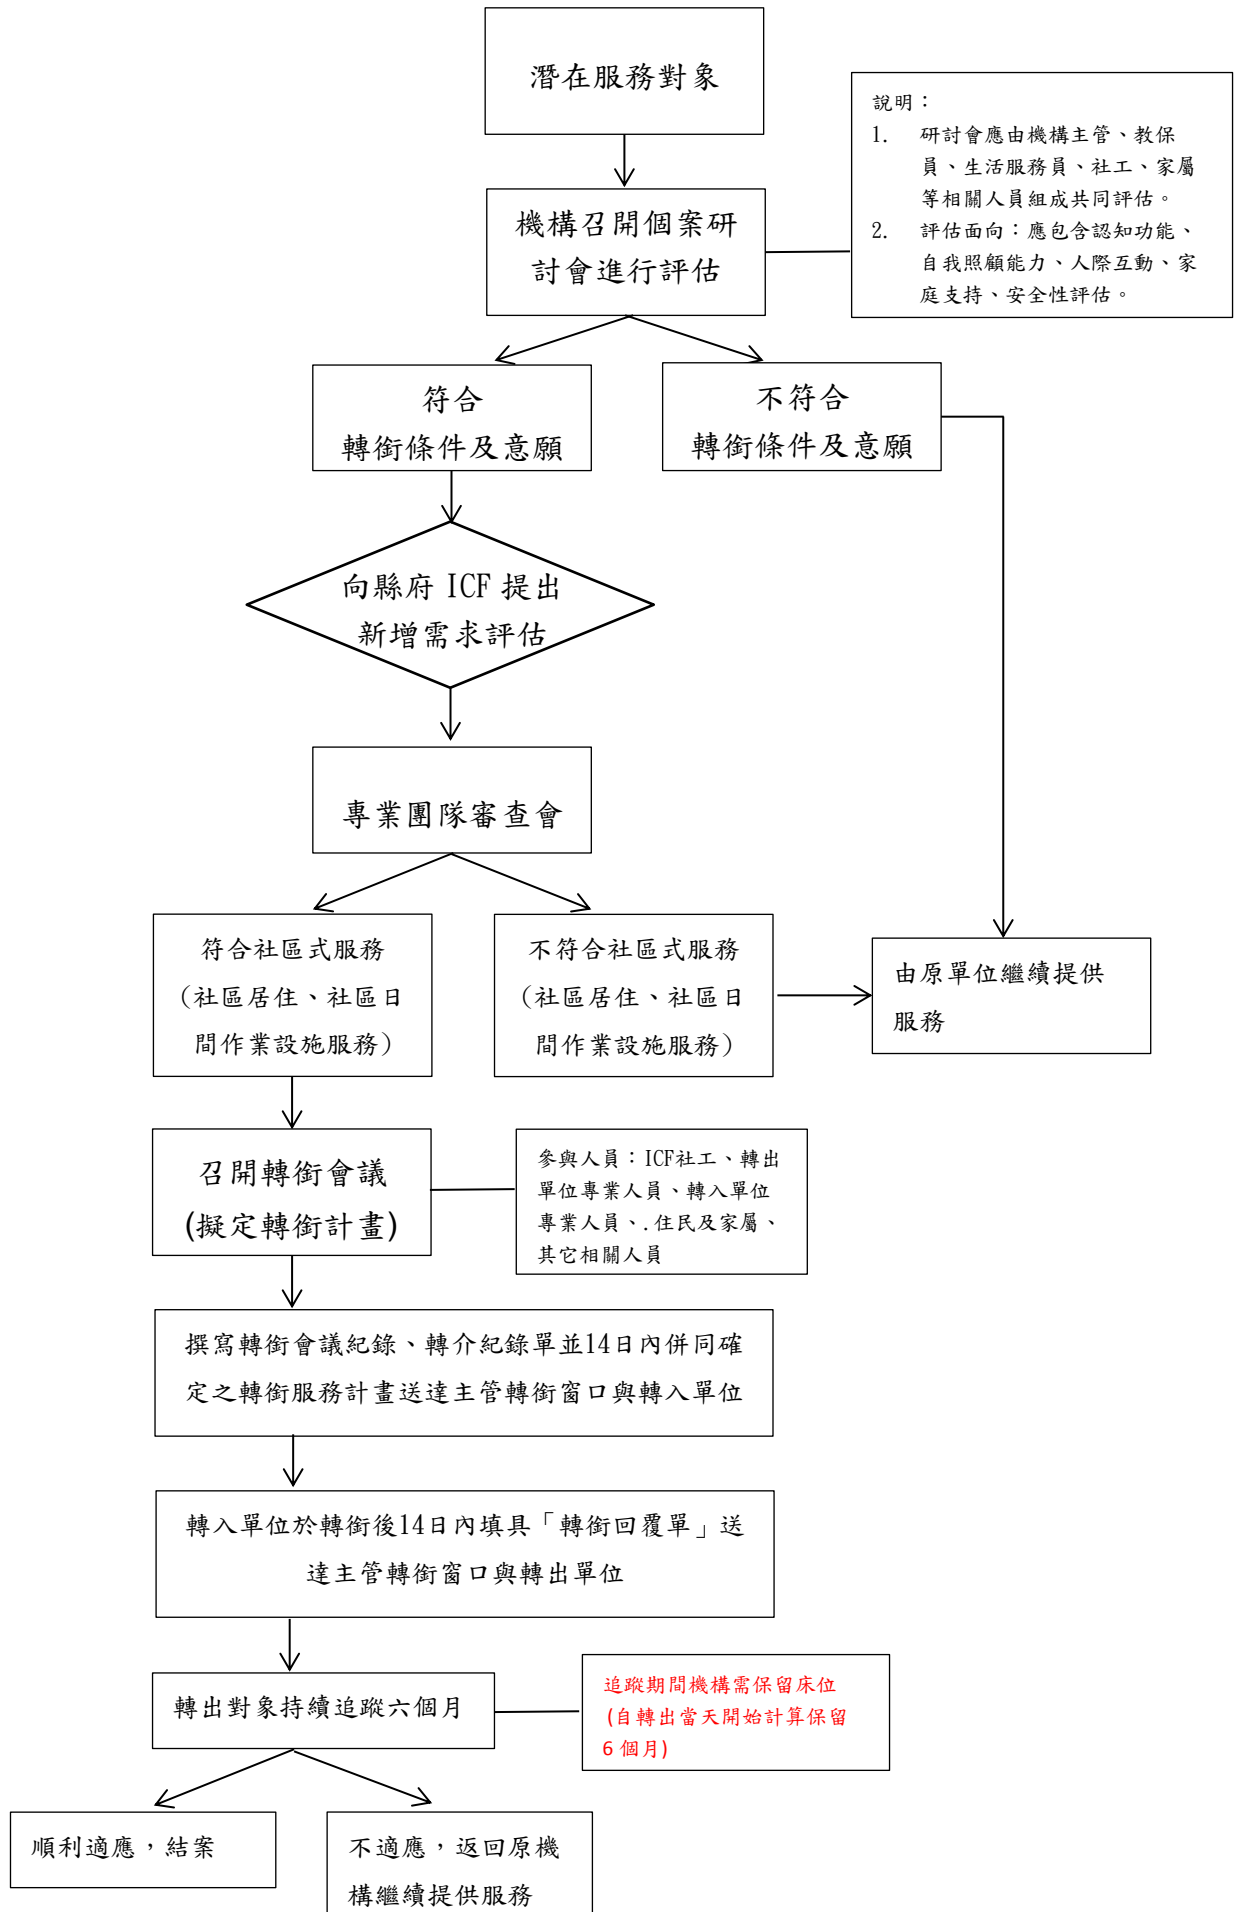 潛在服務對象
說明：
1. 研討會應由機構主管、教保
員、生活服務員、社工、家屬
等相關人員組成共同評估。
2. 評估面向：應包含認知功能、
自我照顧能力、人際互動、家
庭支持、安全性評估。
機構召開個案研
討會進行評估
符合
轉銜條件及意願
不符合
轉銜條件及意願
向縣府 ICF 提出
新增需求評估
專業團隊審查會
符合社區式服務
（社區居住、社區日
間作業設施服務）
不符合社區式服務
（社區居住、社區日
間作業設施服務）
由原單位繼續提供
服務
召開轉銜會議
(擬定轉銜計畫)
參與人員：ICF社工、轉出
單位專業人員、轉入單位
專業人員、.住民及家屬、
其它相關人員
撰寫轉銜會議紀錄、轉介紀錄單並14日內併同確
定之轉銜服務計畫送達主管轉銜窗口與轉入單位
轉入單位於轉銜後14日內填具「轉銜回覆單」送
達主管轉銜窗口與轉出單位
轉出對象持續追蹤六個月
追蹤期間機構需保留床位
(自轉出當天開始計算保留
6 個月)
順利適應，結案
不適應，返回原機
構繼續提供服務